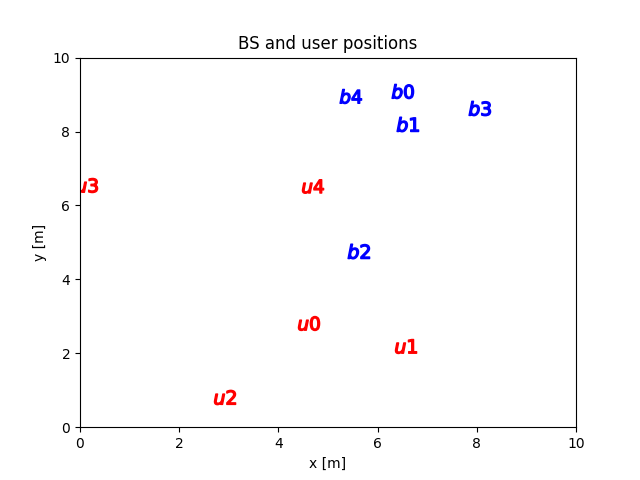 BS and user positions
10
b4 b0
b3
8 b1
u3 u4
6
y [m]
b2
4
u0
u1
2
u2
0
0 2 4 6 8 10
x [m]